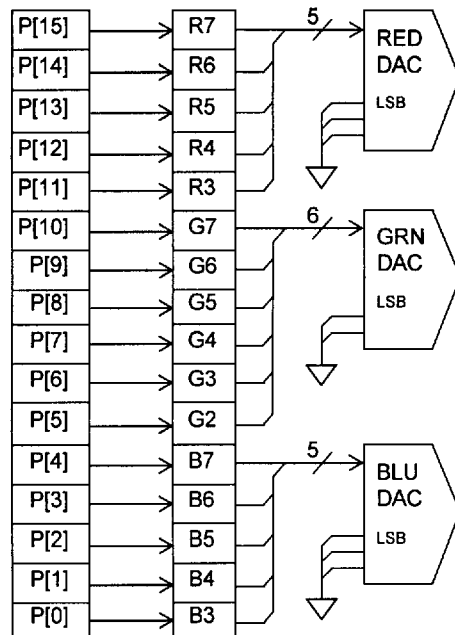 P[15] R7 5 RED
P[14] R6 DAC
P[13] R5 LSB
P[12] R4
P[11] R3
P[10] G7 6 GRN
P[9] G6 DAC
P[8] G5 LSB
P[7] G4
P[6] G3
P[5] G2
P[4] B7 5 BLU
P[3] B6 DAC
P[2] B5 LSB
P[1] B4
P[0] B3